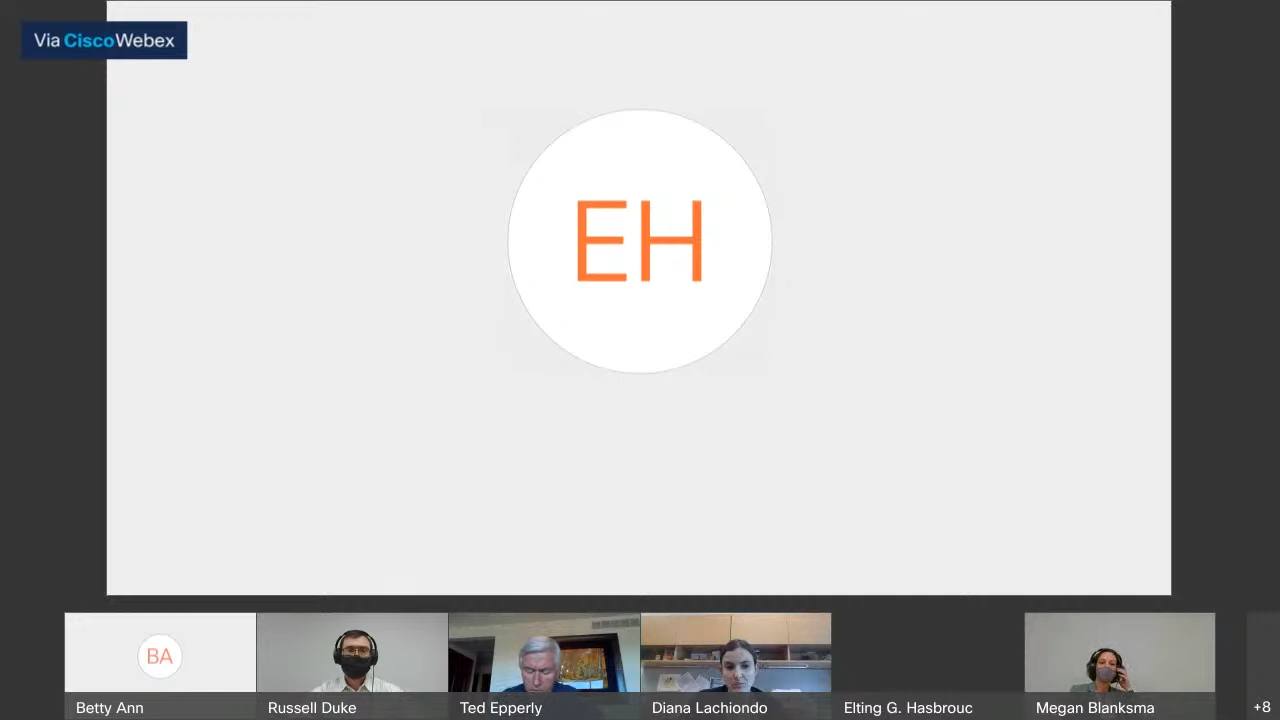 Via CiscoWebex
EH
BA
Betty Ann
Russell Duke
Ted Epperly
Diana Lachiondo
Elting G. Hasbrouc
Megan Blanksma
+8